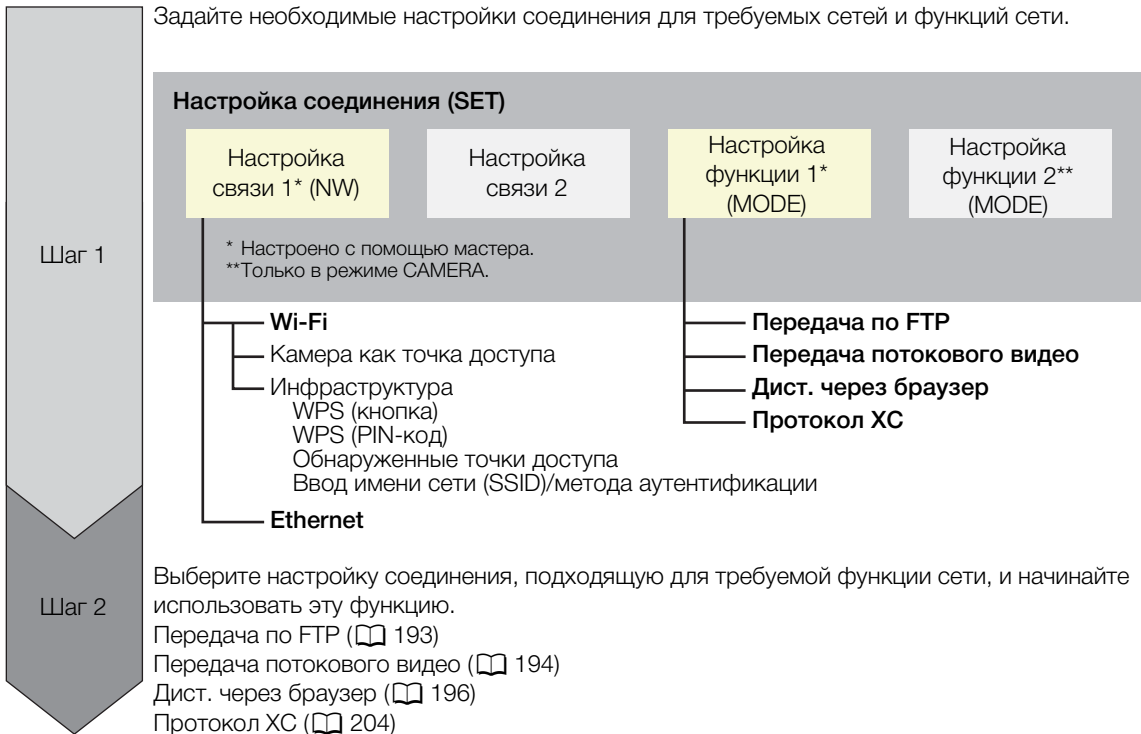 Задайте необходимые настройки соединения для требуемых сетей и функций сети.
Шаг 1
Настройка соединения (SET)
Настройка
связи 1* (NW)
Настройка
связи 2
Настройка
функции 1*
(MODE)
Настройка
функции 2**
(MODE)
* Настроено с помощью мастера.
**Только в режиме CAMERA.
Wi-Fi
Камера как точка доступа
Инфраструктура
WPS (кнопка)
WPS (PIN-код)
Обнаруженные точки доступа
Ввод имени сети (SSID)/метода аутентификации
Ethernet
Передача по FTP
Передача потокового видео
Дист. через браузер
Протокол XC
Шаг 2
Выберите настройку соединения, подходящую для требуемой функции сети, и начинайте
использовать эту функцию.
Передача по FTP (📖 193)
Передача потокового видео (📖 194)
Дист. через браузер (📖 196)
Протокол XC (📖 204)